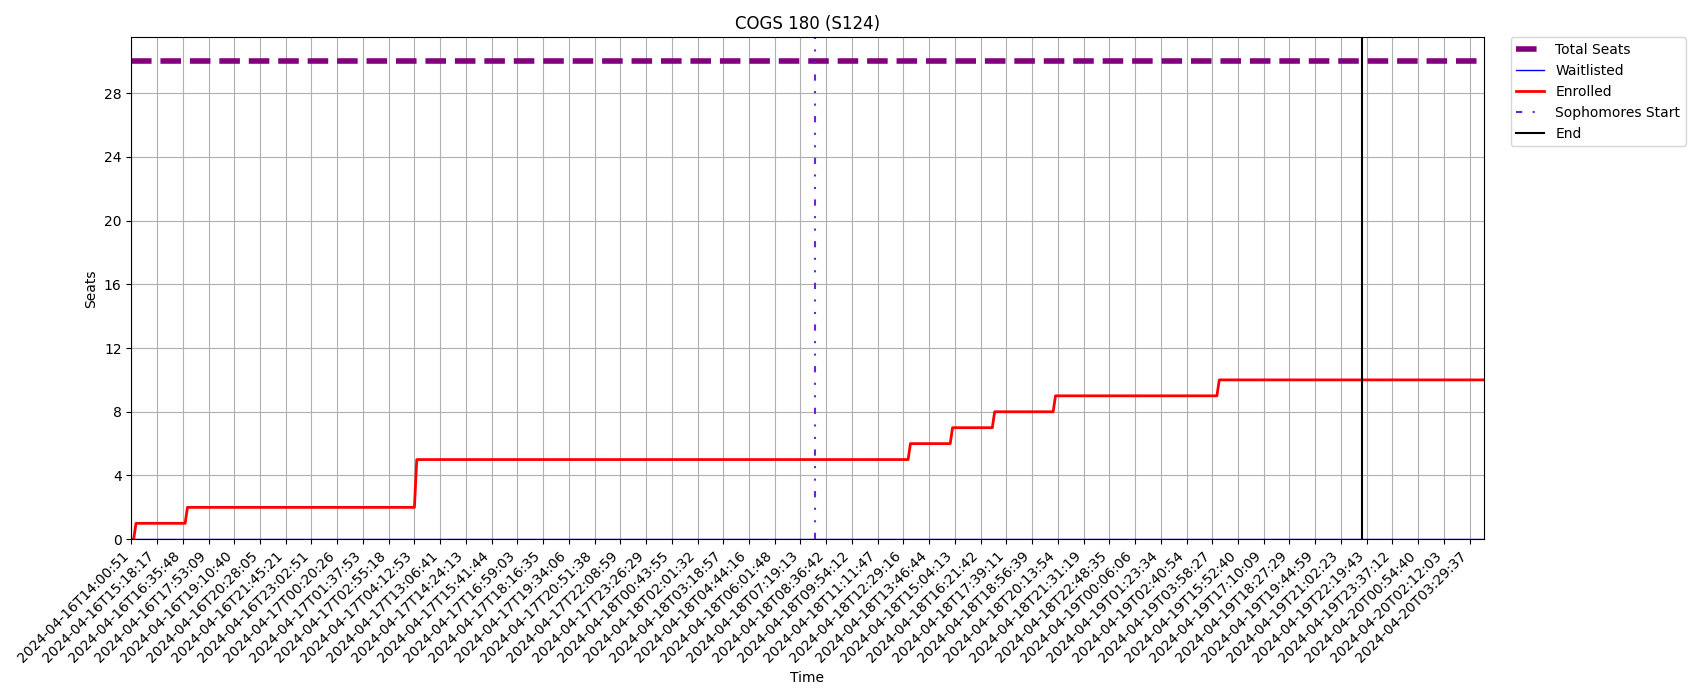 COGS 180 (S124)
Total Seats
Waitlisted
Enrolled
Sophomores Start
End
Seats
28
24
20
16
12
8
4
0
2024-04-16T14:00:51
2024-04-16T15:18:17
2024-04-16T16:35:48
2024-04-16T17:53:09
2024-04-16T19:10:40
2024-04-16T20:28:05
2024-04-16T21:45:21
2024-04-16T23:02:51
2024-04-17T00:20:26
2024-04-17T01:37:53
2024-04-17T02:55:18
2024-04-17T04:12:53
2024-04-17T13:06:41
2024-04-17T14:24:13
2024-04-17T15:41:44
2024-04-17T16:59:03
2024-04-17T18:16:35
2024-04-17T19:34:06
2024-04-17T20:51:38
2024-04-17T22:08:59
2024-04-17T23:26:29
2024-04-18T00:43:55
2024-04-18T02:01:32
2024-04-18T03:18:57
2024-04-18T04:44:16
2024-04-18T06:01:48
2024-04-18T07:19:13
2024-04-18T08:36:42
2024-04-18T09:54:12
2024-04-18T11:11:47
2024-04-18T12:29:16
2024-04-18T13:46:44
2024-04-18T15:04:13
2024-04-18T16:21:42
2024-04-18T17:39:11
2024-04-18T18:56:39
2024-04-18T20:13:54
2024-04-18T21:31:19
2024-04-18T22:48:35
2024-04-19T00:06:06
2024-04-19T01:23:34
2024-04-19T02:40:54
2024-04-19T03:58:27
2024-04-19T15:52:40
2024-04-19T17:10:09
2024-04-19T18:27:29
2024-04-19T19:44:59
2024-04-19T21:02:23
2024-04-19T22:19:43
2024-04-19T23:37:12
2024-04-20T00:54:40
2024-04-20T02:12:03
2024-04-20T03:29:37
Time